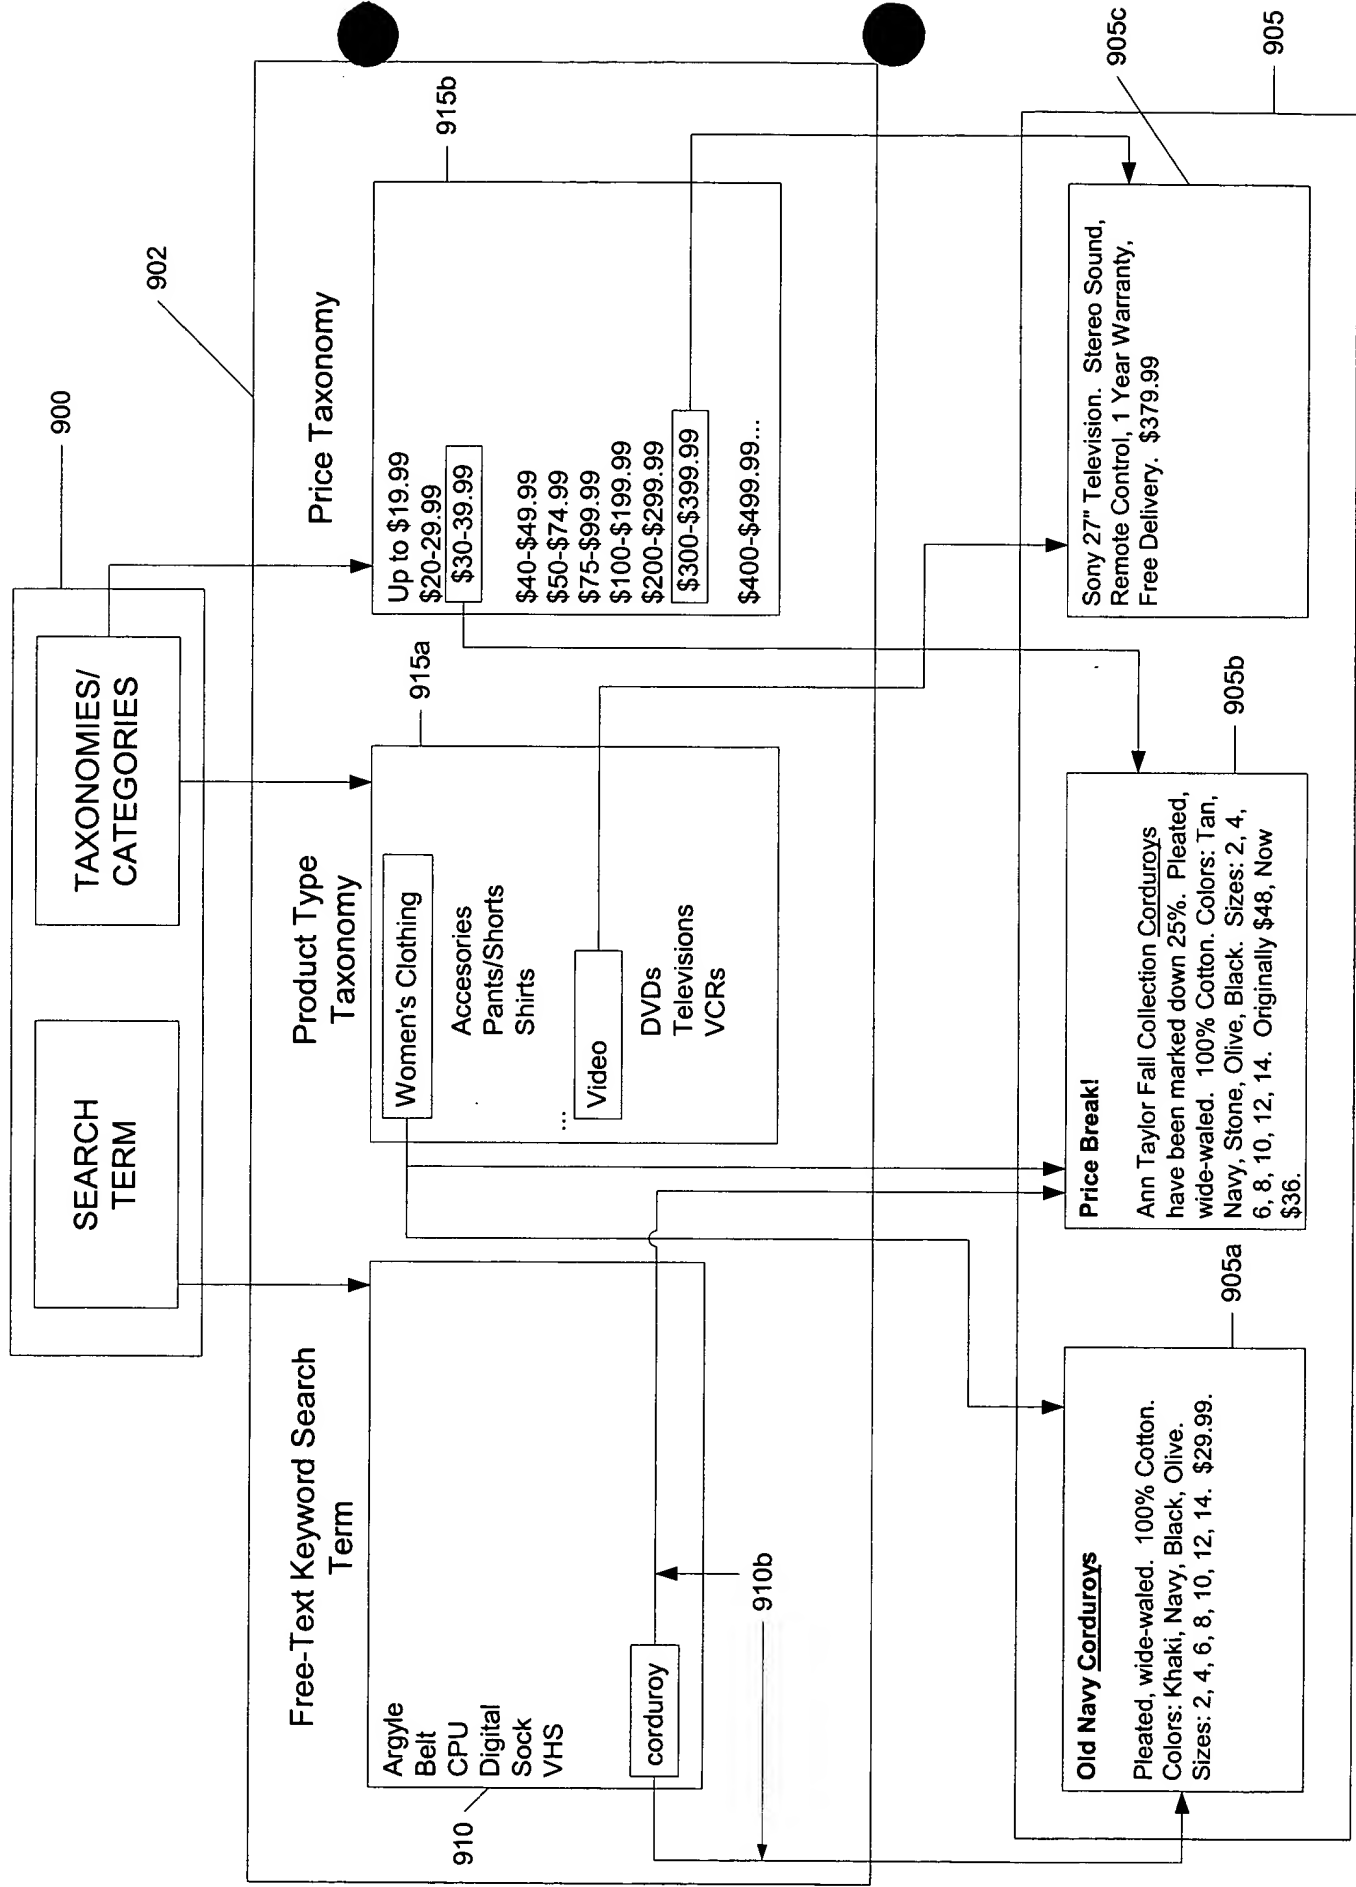 900
SEARCH
TERM
TAXONOMIES/
CATEGORIES
902
Free-Text Keyword Search
Term
Argyle
Belt
CPU
Digital
Sock
VHS
corduroy
910
910b
Product Type
Taxonomy
915a
Women's Clothing
Accesories
Pants/Shorts
Shirts
...
Video
DVDs
Televisions
VCRs
Price Taxonomy
915b
Up to $19.99
$20-29.99
$30-39.99
$40-$49.99
$50-$74.99
$75-$99.99
$100-$199.99
$200-$299.99
$300-$399.99
$400-$499.99...
905a
Old Navy Corduroys
Pleated, wide-waled. 100% Cotton.
Colors: Khaki, Navy, Black, Olive.
Sizes: 2, 4, 6, 8, 10, 12, 14. $29.99.
905b
Price Break!
Ann Taylor Fall Collection Corduroys
have been marked down 25%. Pleated,
wide-waled. 100% Cotton. Colors: Tan,
Navy, Stone, Olive, Black. Sizes: 2, 4,
6, 8, 10, 12, 14. Originally $48, Now
$36.
905c
Sony 27" Television. Stereo Sound,
Remote Control, 1 Year Warranty,
Free Delivery. $379.99
905